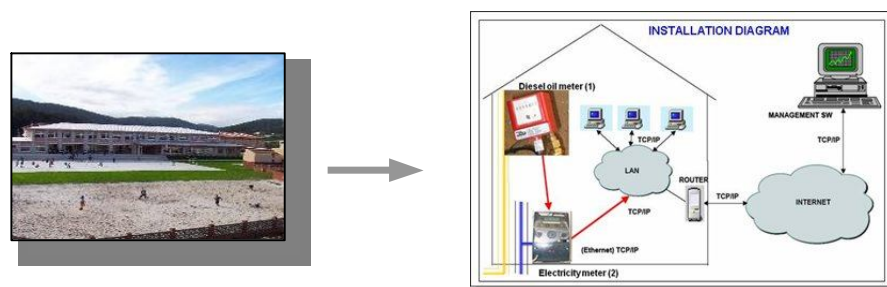 INSTALLATION DIAGRAM
Diesel oil meter (1)
MANAGEMENT SW
TCP/IP
TCP/IP
LAN
ROUTER
TCP/IP
INTERNET
TCP/IP
(Ethernet) TCP/IP
Electricity meter (2)